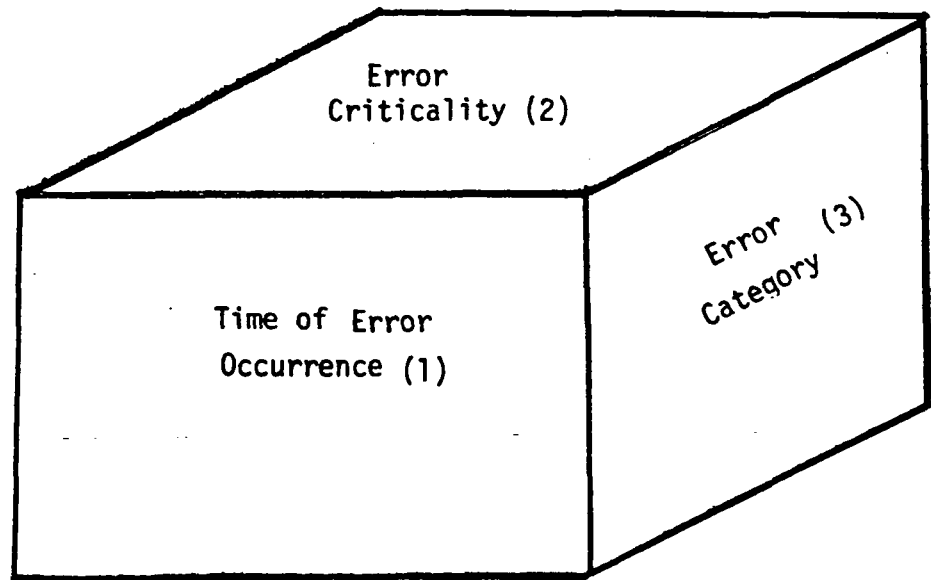 Error
Criticality (2)
Time of Error
Occurrence (1)
Error (3)
Category